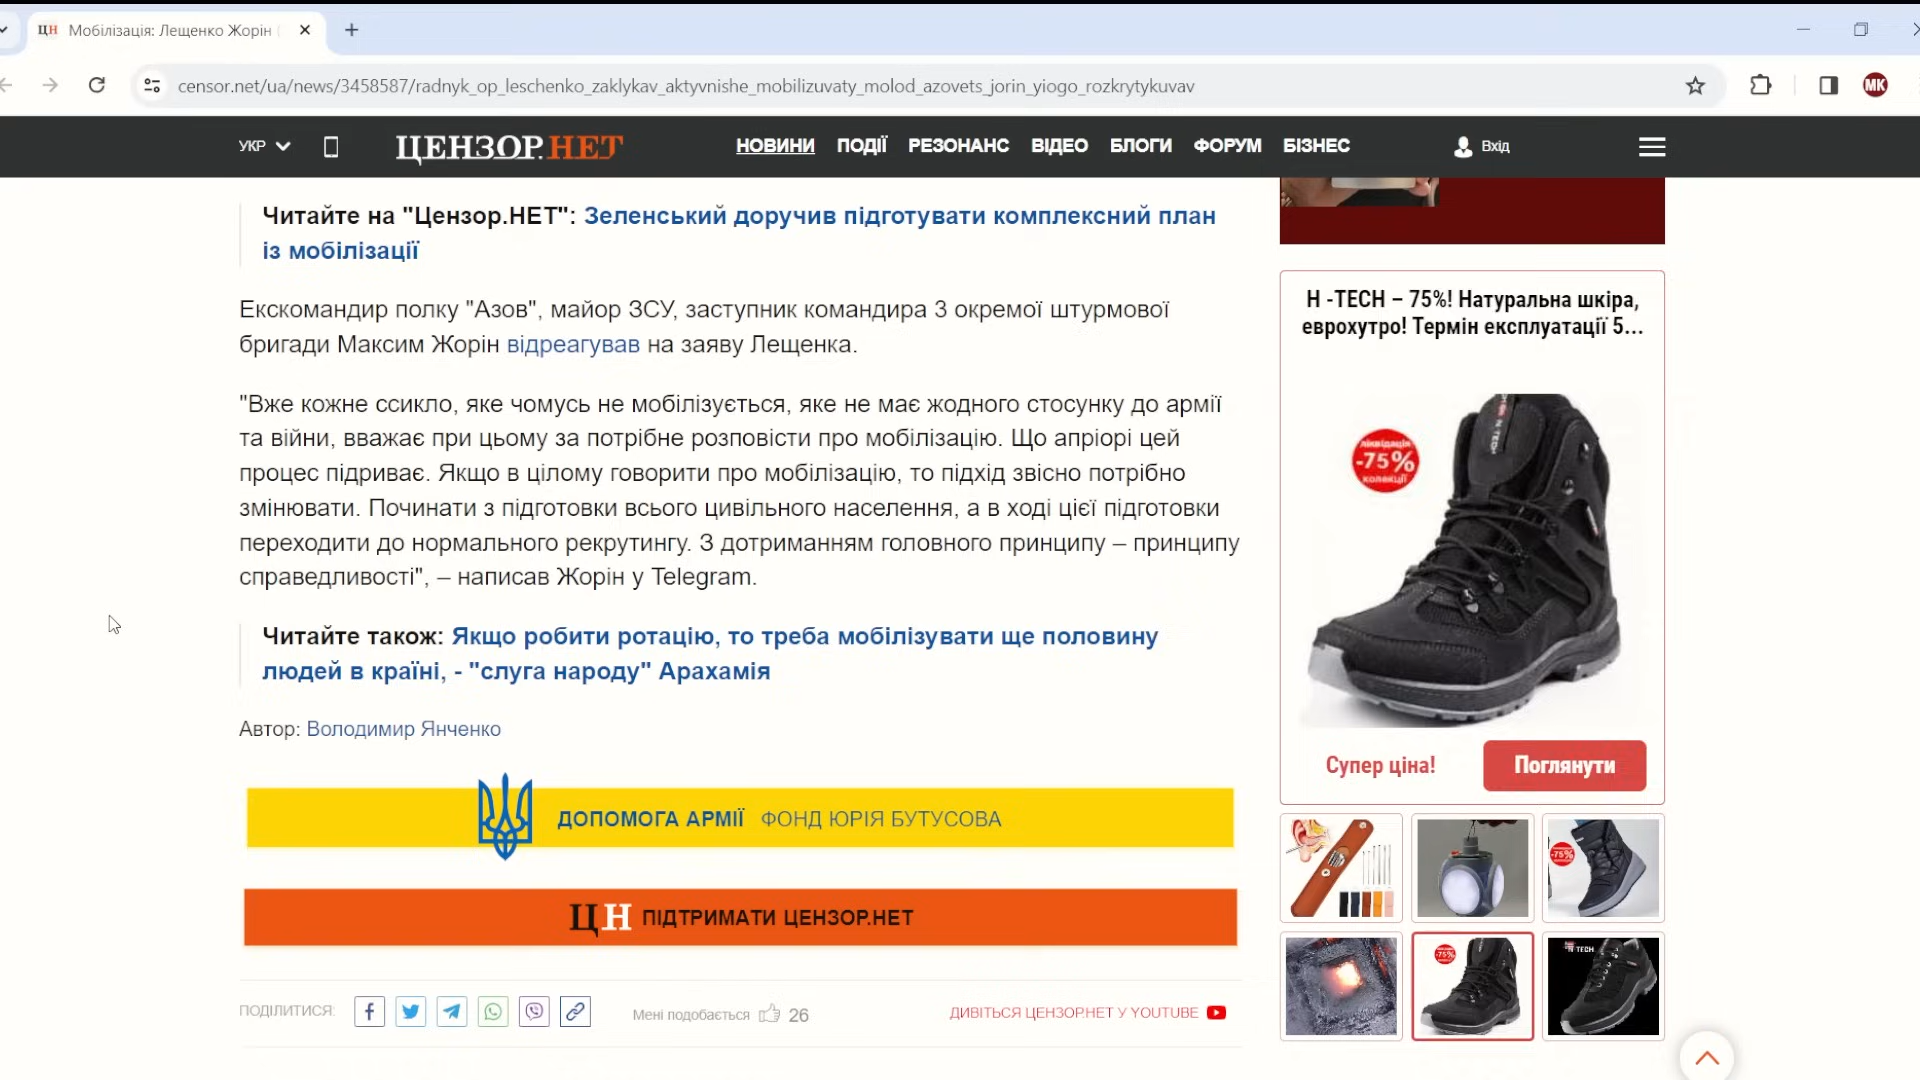 ЦН Мобілізація: Лещенко Жорін
censor.net/ua/news/3458587/radnyk_op_leschenko_zaklykav_aktyvnishe_mobilizuvaty_molod_azovets_jorin_yiogo_rozkrytykuvav
МК
УКР
ЦЕНЗОР.НЕТ
НОВИНИ ПОДІЇ РЕЗОНАНС ВІДЕО БЛОГИ ФОРУМ БІЗНЕС
Вхід
Читайте на "Цензор.НЕТ": Зеленський доручив підготувати комплексний план
із мобілізації
Екскомандир полку "Азов", майор ЗСУ, заступник командира 3 окремої штурмової
бригади Максим Жорін відреагував на заяву Лещенка.
"Вже кожне ссикло, яке чомусь не мобілізується, яке не має жодного стосунку до армії
та війни, вважає при цьому за потрібне розповісти про мобілізацію. Що апріорі цей
процес підриває. Якщо в цілому говорити про мобілізацію, то підхід звісно потрібно
змінювати. Починати з підготовки всього цивільного населення, а в ході цієї підготовки
переходити до нормального рекрутингу. З дотриманням головного принципу – принципу
справедливості", – написав Жорін у Telegram.
Читайте також: Якщо робити ротацію, то треба мобілізувати ще половину
людей в країні, - "слуга народу" Арахамія
Автор: Володимир Янченко
ДОПОМОГА АРМІЇ ФОНД ЮРІЯ БУТУСОВА
ЦН ПІДТРИМАТИ ЦЕНЗОР.НЕТ
ПОДІЛИТИСЯ:
Мені подобається 26
ДИВІТЬСЯ ЦЕНЗОР.НЕТ У YOUTUBE
Н -ТЕСН – 75%! Натуральна шкіра,
еврохутро! Термін експлуатації 5...
ліквідація
-75%
колекції
Супер ціна!
Поглянути
-75%
-75%
N TECH